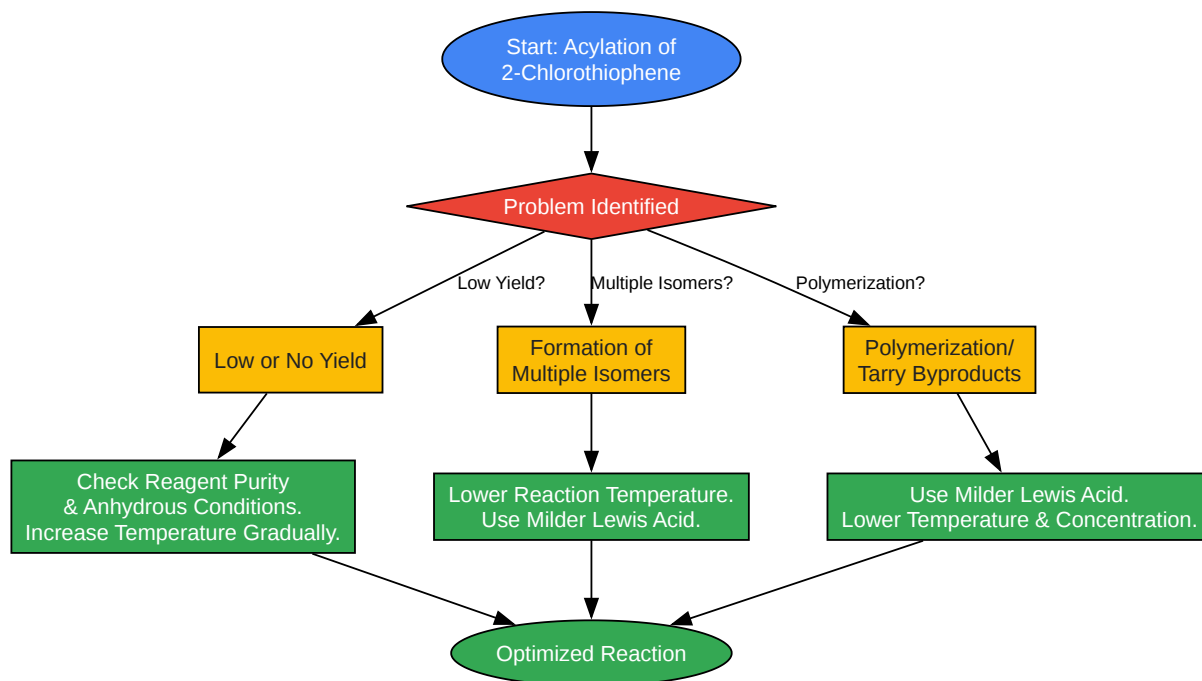 Start: Acylation of
2-Chlorothiophene
Problem Identified
Low Yield?
Multiple Isomers?
Polymerization?
Low or No Yield
Formation of
Multiple Isomers
Polymerization/
Tarry Byproducts
Check Reagent Purity
& Anhydrous Conditions.
Increase Temperature Gradually.
Lower Reaction Temperature.
Use Milder Lewis Acid.
Use Milder Lewis Acid.
Lower Temperature & Concentration.
Optimized Reaction